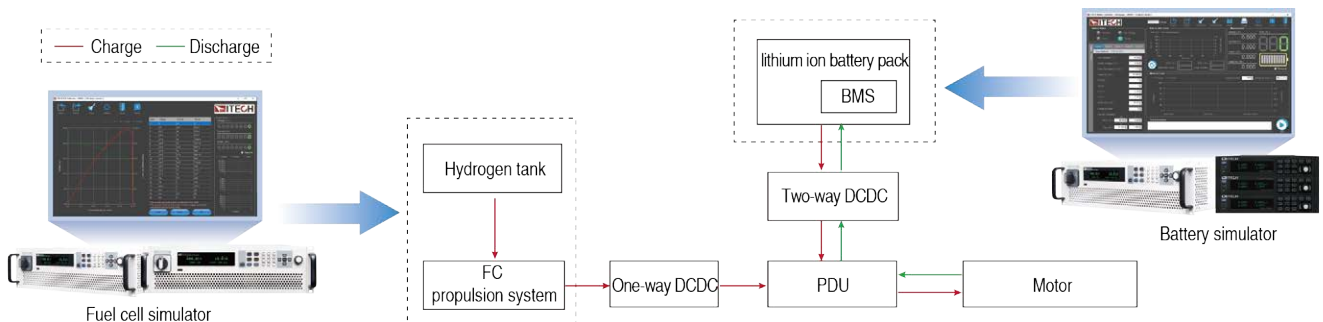 Charge
Discharge
ITECH
Fuel cell simulator
Hydrogen tank
FC
propulsion system
One-way DCDC
lithium ion battery pack
BMS
Two-way DCDC
PDU
Motor
ITECH
Battery simulator